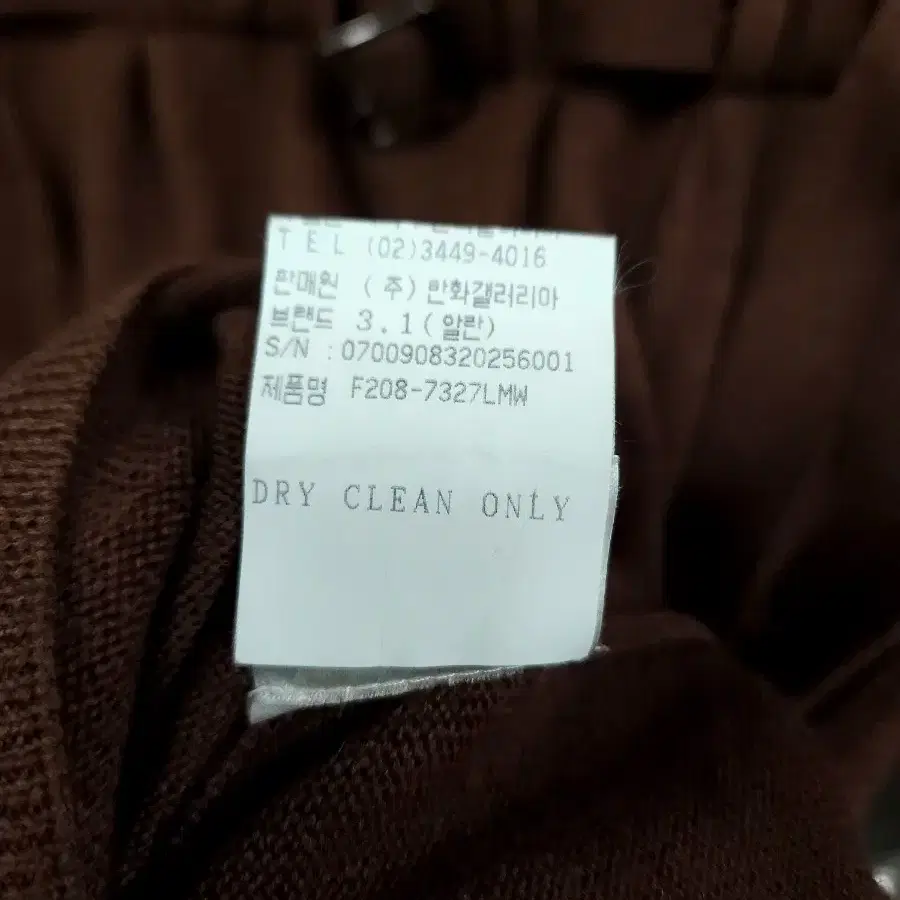 T E L (02)3449-4016
판매원 (주) 한화갤러리아
브랜드 3.1(알란)
S/N : 0700908320256001
제품명 F208-7327LMW
DRY CLEAN ONLY